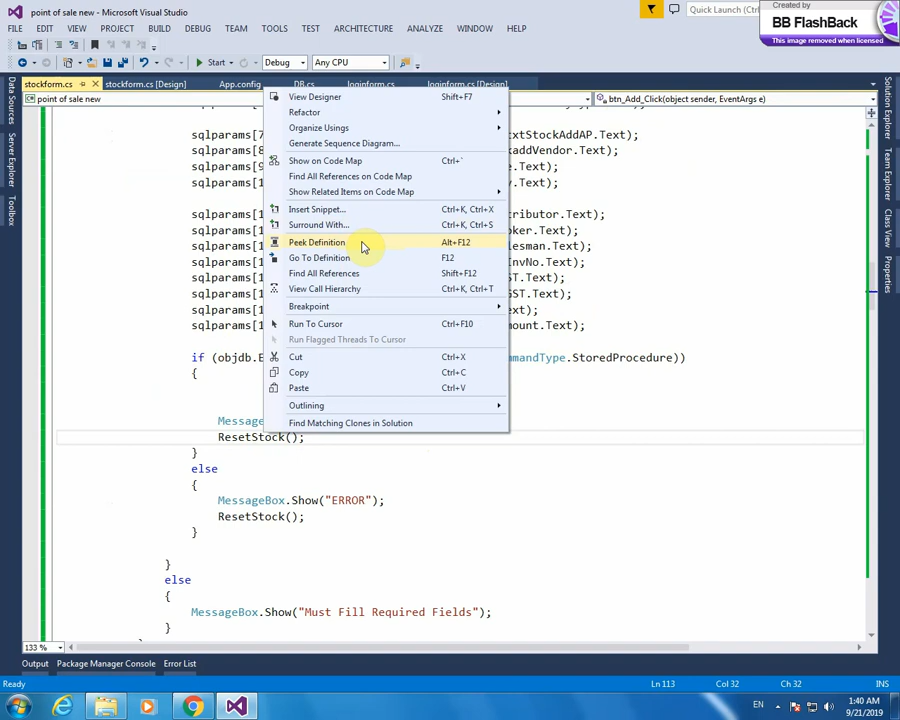 point of sale new - Microsoft Visual Studio
Quick Launch (
Created by
BB FlashBack
This image removed when licensed
FILE EDIT VIEW PROJECT BUILD DEBUG TEAM TOOLS TEST ARCHITECTURE ANALYZE WINDOW HELP
Start Debug Any CPU
stockform.cs stockform.cs [Design] App.config DB.cs loginform.cs loginform.cs [Design]
point of sale new btn_Add_Click(object sender, EventArgs e)
Data Sources
Server Explorer
Toolbox
Solution Explorer
Team Explorer
Class View
Properties
View Designer Shift+F7
Refactor
Organize Usings
Generate Sequence Diagram...
Show on Code Map Ctrl+`
Find All References on Code Map
Show Related Items on Code Map
Insert Snippet... Ctrl+K, Ctrl+X
Surround With... Ctrl+K, Ctrl+S
Peek Definition Alt+F12
Go To Definition F12
Find All References Shift+F12
View Call Hierarchy Ctrl+K, Ctrl+T
Breakpoint
Run To Cursor Ctrl+F10
Run Flagged Threads To Cursor
Cut Ctrl+X
Copy Ctrl+C
Paste Ctrl+V
Outlining
Find Matching Clones in Solution
sqlparams[7 xtStockAddAP.Text);
sqlparams[8 kaddVendor.Text);
sqlparams[9 e.Text);
sqlparams[1 y.Text);
sqlparams[1 ributor.Text);
sqlparams[1 oker.Text);
sqlparams[1 lesman.Text);
sqlparams[1 InvNo.Text);
sqlparams[1 ST.Text);
sqlparams[1 t.Text);
sqlparams[1 mount.Text);
if (objdb.E ommandType.StoredProcedure))
{
Messag
ResetStock();
}
else
{
MessageBox.Show("ERROR");
ResetStock();
}
}
else
{
MessageBox.Show("Must Fill Required Fields");
}
133 %
Output Package Manager Console Error List
Ready Ln 113 Col 32 Ch 32 INS
EN 1:40 AM
9/21/2019